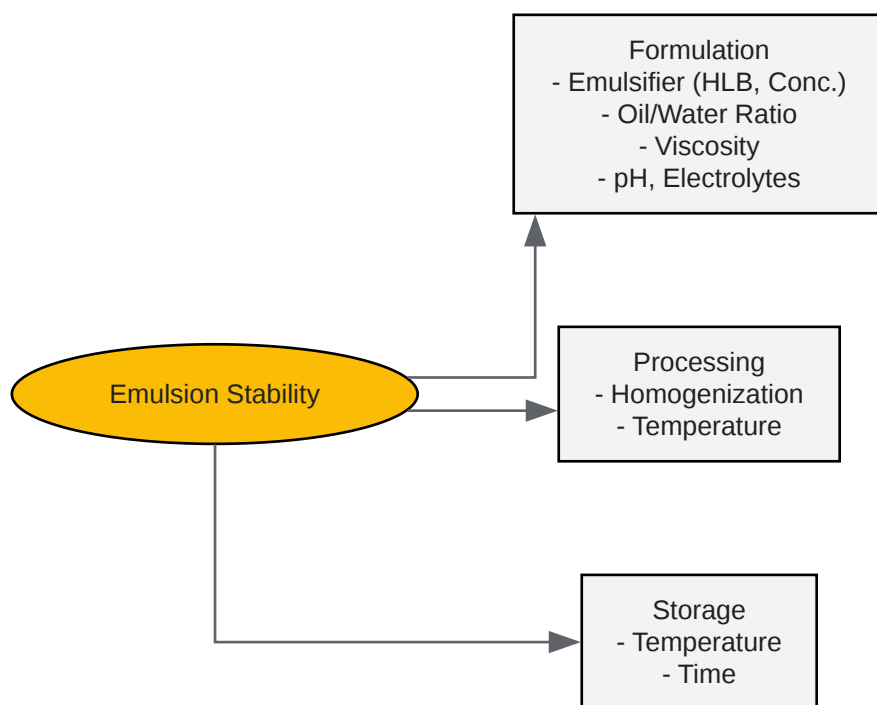 Formulation
- Emulsifier (HLB, Conc.)
- Oil/Water Ratio
- Viscosity
- pH, Electrolytes
Emulsion Stability
Processing
- Homogenization
- Temperature
Storage
- Temperature
- Time